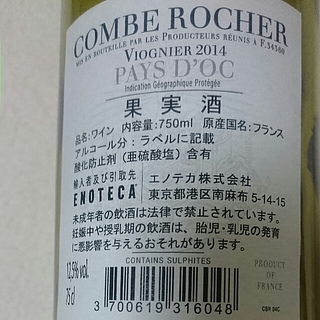 COMBE ROCHER
MIS EN BOUTEILLE PAR LES PRODUCTEURS RÉUNIS À F.34360
VIOGNIER 2014
PAYS D'OC
Indication Géographique Protégée
果実酒
品名:ワイン 内容量:750ml 原産国名:フランス
アルコール分:ラベルに記載
酸化防止剤(亜硫酸塩)含有
輸入者及び引取先 エノテカ株式会社
ENOTECA 東京都港区南麻布 5-14-15
未成年者の飲酒は法律で禁止されています。
妊娠中や授乳期の飲酒は、胎児・乳児の発育
に悪影響を与えるおそれがあります。
CONTAINS SULPHITES
12,5% vol.
75 cl
3 700619 316048
PRODUCT OF
FRANCE
CBR 04C